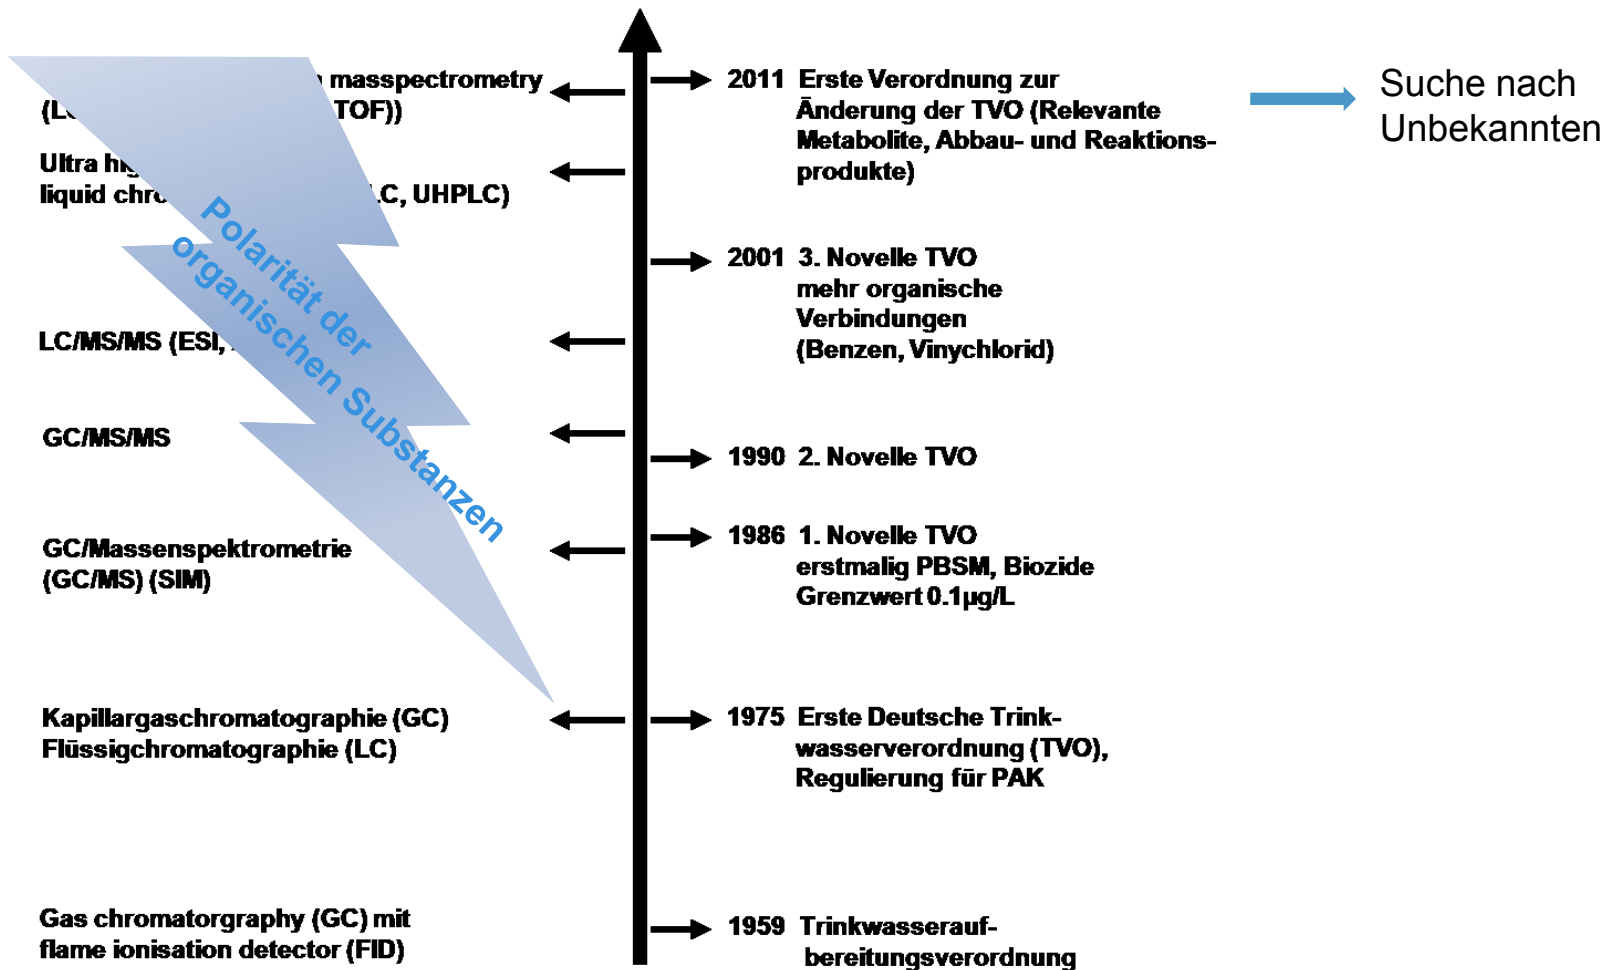 masspectrometry
TOF))
Ultra
liquid LC, UHPLC)
LC/MS/MS (ESI,
GC/MS/MS
GC/Massenspektrometrie
(GC/MS) (SIM)
Kapillargaschromatographie (GC)
Flüssigchromatographie (LC)
Gas chromatorgraphy (GC) mit
flame ionisation detector (FID)
Polarität der
organischen Substanzen
2011 Erste Verordnung zur
Änderung der TVO (Relevante
Metabolite, Abbau- und Reaktions-
produkte)
2001 3. Novelle TVO
mehr organische
Verbindungen
(Benzen, Vinychlorid)
1990 2. Novelle TVO
1986 1. Novelle TVO
erstmalig PBSM, Biozide
Grenzwert 0.1µg/L
1975 Erste Deutsche Trink-
wasserverordnung (TVO),
Regulierung für PAK
1959 Trinkwasserauf-
bereitungsverordnung
Suche nach
Unbekannten